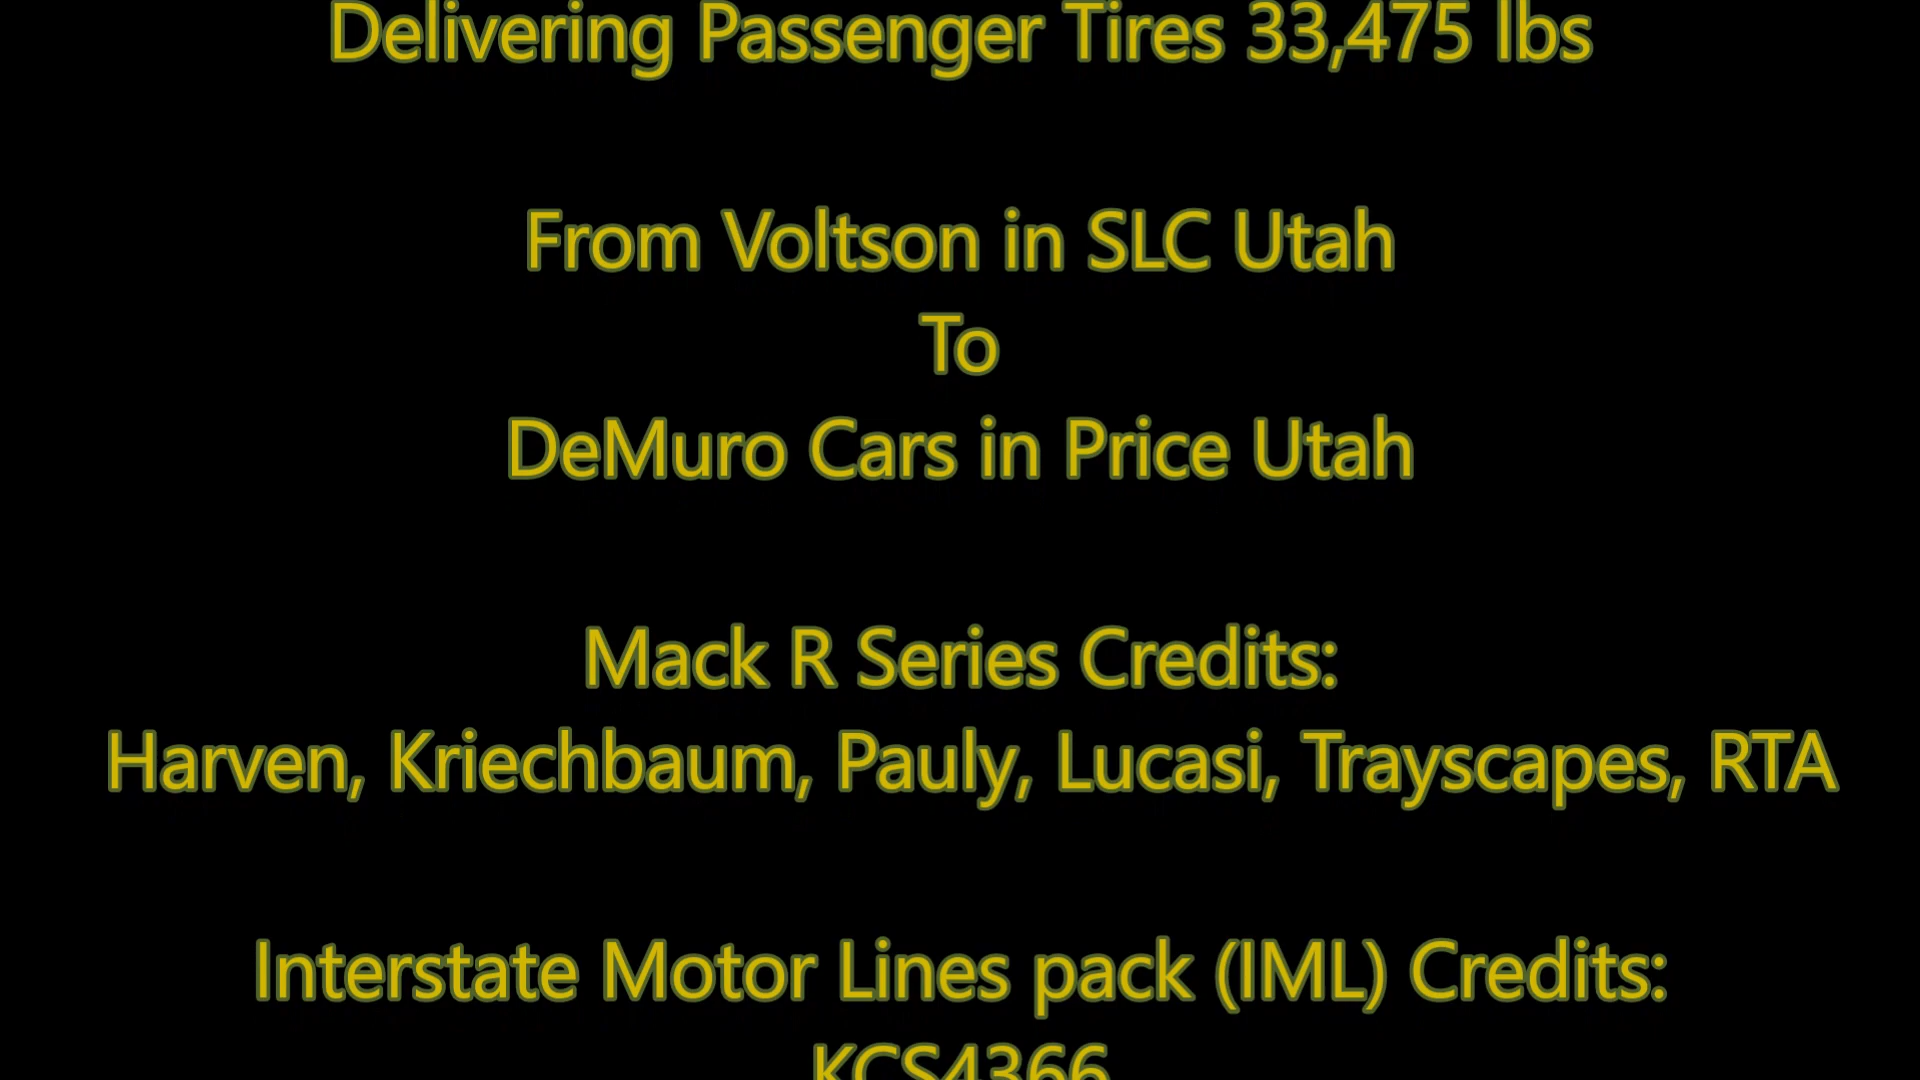 Delivering Passenger Tires 33,475 lbs
From Voltson in SLC Utah
To
DeMuro Cars in Price Utah
Mack R Series Credits:
Harven, Kriechbaum, Pauly, Lucasi, Trayscapes, RTA
Interstate Motor Lines pack (IML) Credits:
KCS4366